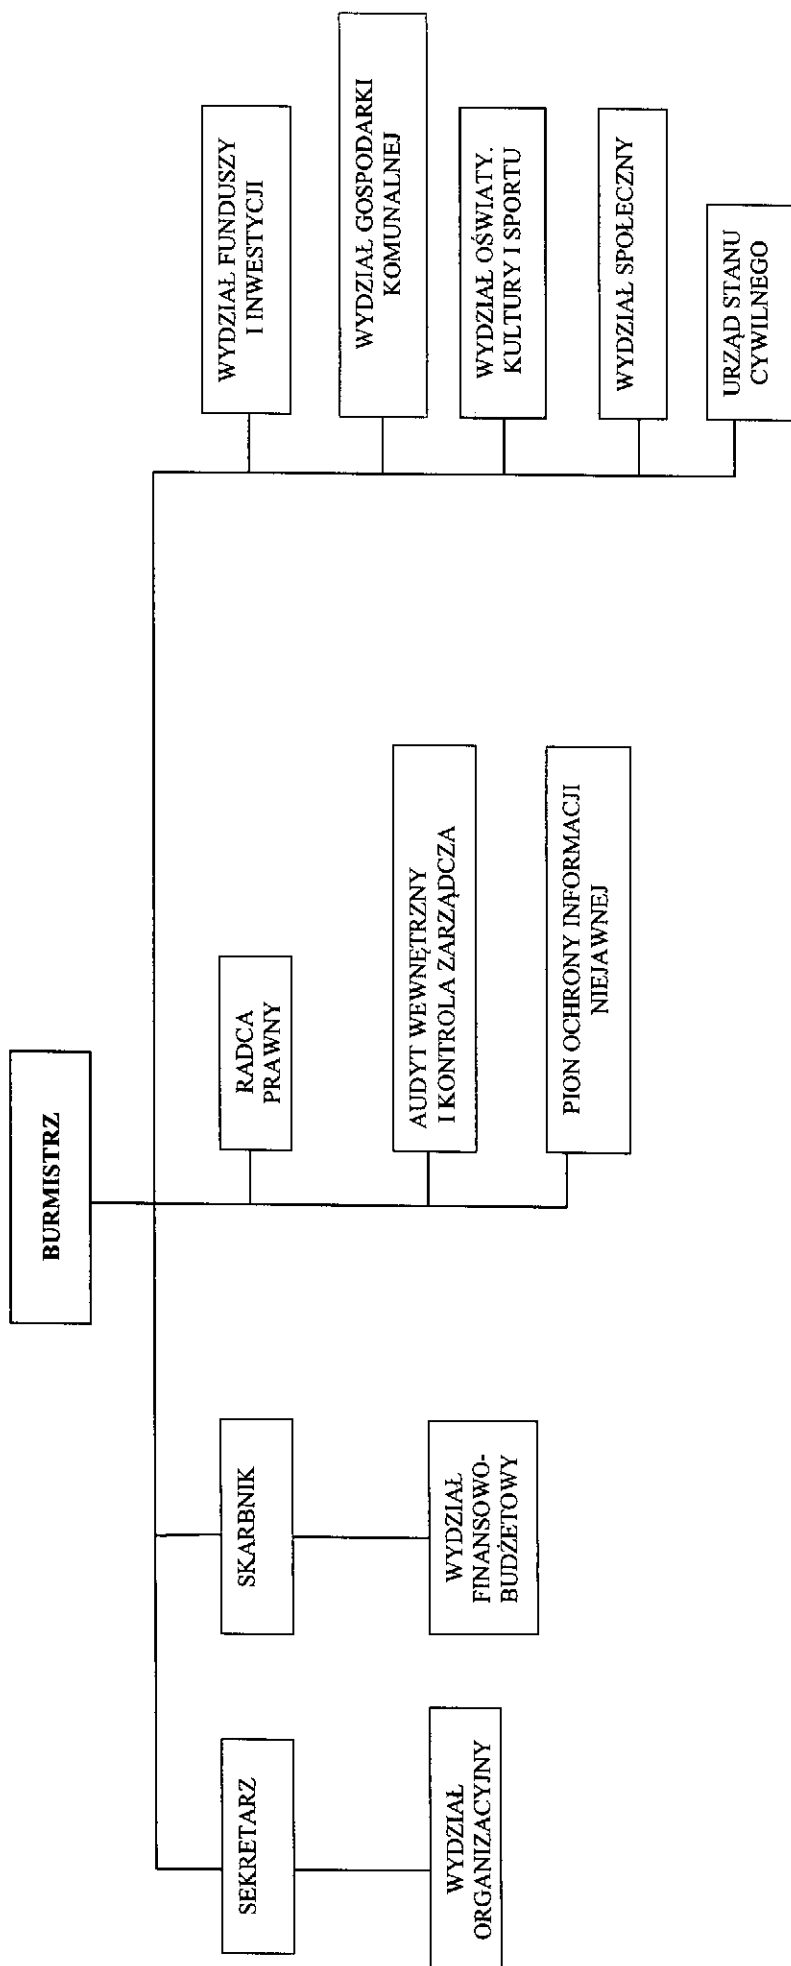 BURMISTRZ
SEKRETARZ
SKARBNIK
RADCA
PRAWNY
WYDZIAŁ FUNDUSZY
I INWESTYCJI
WYDZIAŁ GOSPODARKI
KOMUNALNEJ
WYDZIAŁ
ORGANIZACYJNY
WYDZIAŁ
FINANSOWO-
BUDŻETOWY
AUDYT WEWNĘTRZNY
I KONTROLA ZARZĄDCZA
WYDZIAŁ OŚWIATY.
KULTURY I SPORTU
PION OCHRONY INFORMACJI
NIEJAWNEJ
WYDZIAŁ SPOŁECZNY
URZĄD STANU
CYWILNEGO